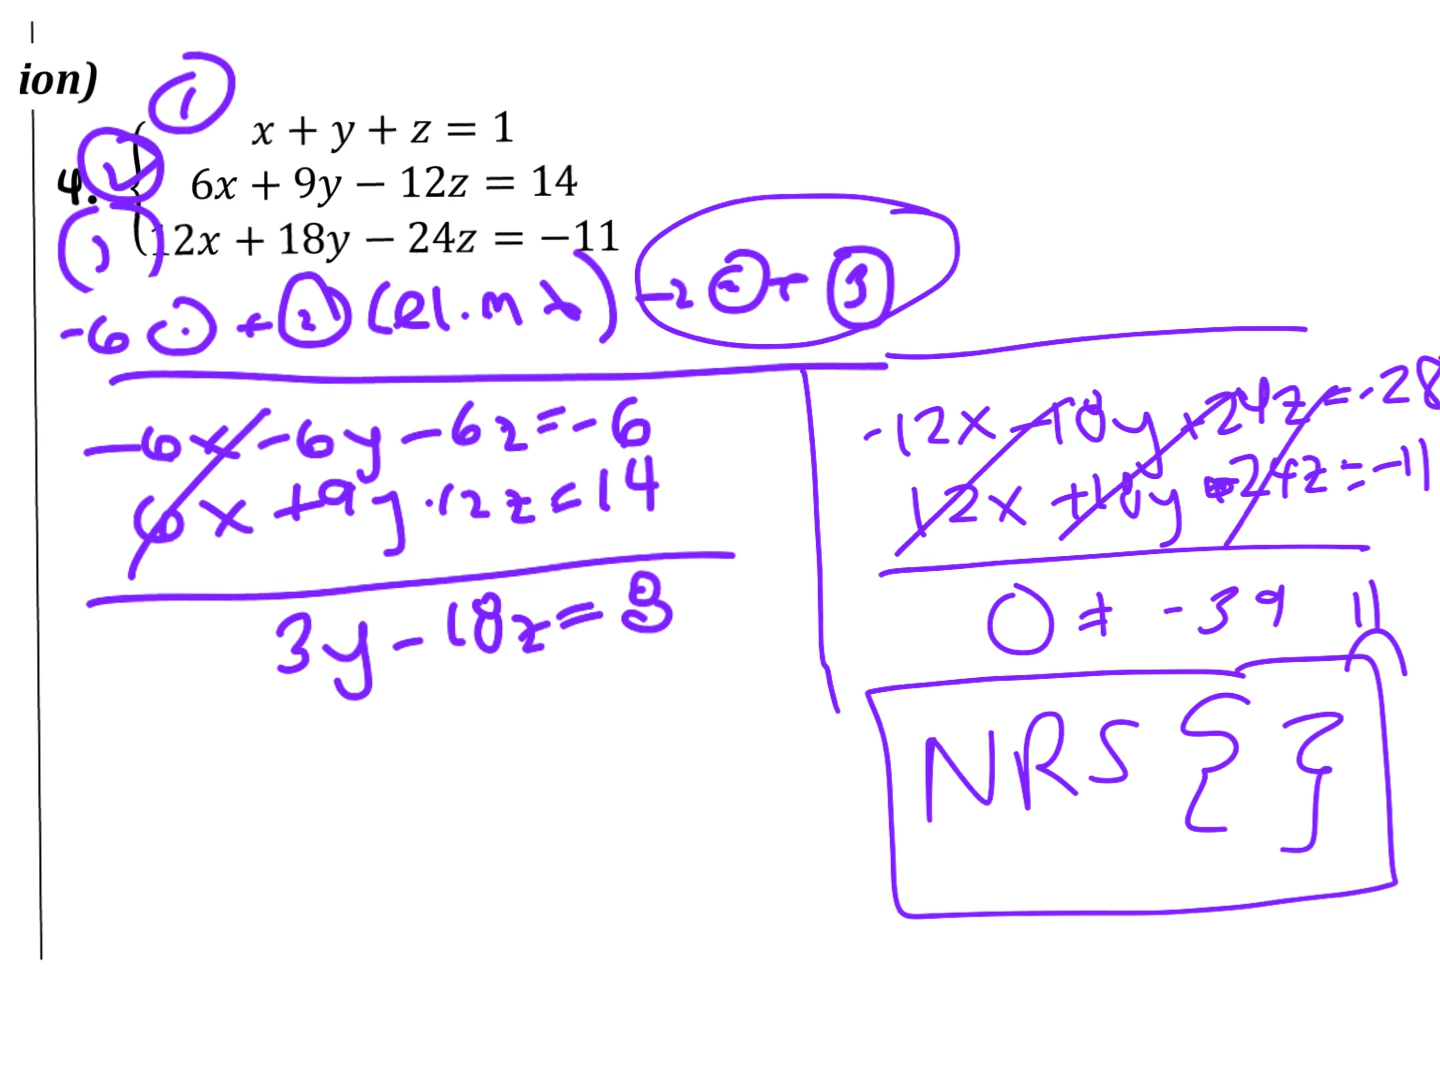 ion)
①
② x + y + z = 1
4. 6x + 9y − 12z = 14
12x + 18y − 24z = −11
-6 ① + ② (elim x) -2 ② + ③
-6x - 6y - 6z = -6
6x + 9y - 12z = 14
3y - 18z = 8
-12x - 18y + 24z = -28
12x + 18y - 24z = -11
0 ≠ -39 !!
NRS { }